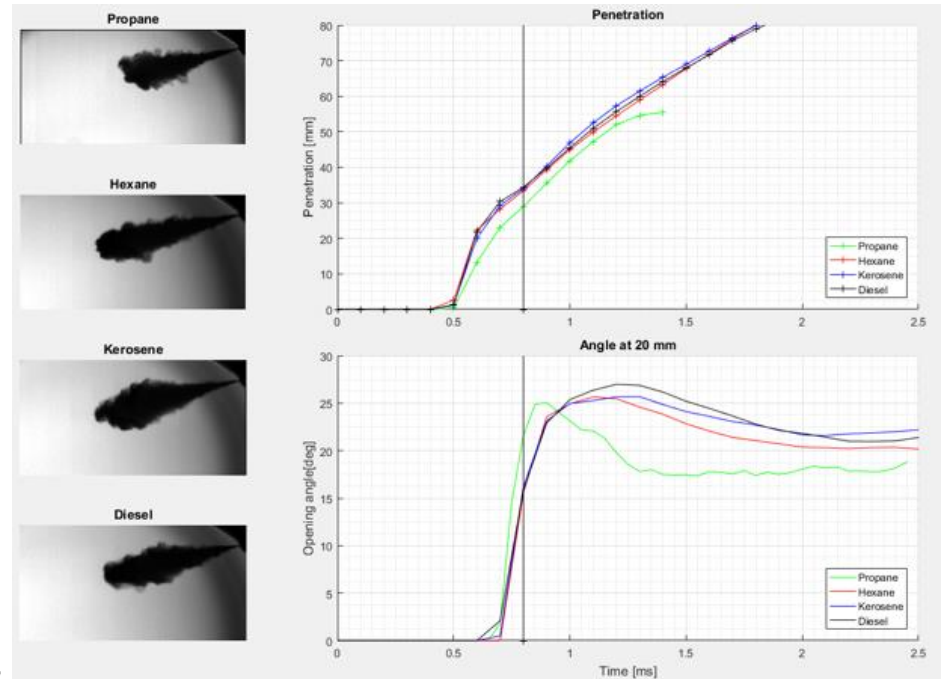 Propane
Hexane
Kerosene
Diesel
Penetration
Penetration [mm]
80
70
60
50
40
30
20
10
0
0
0.5
1
1.5
2
2.5
Propane
Hexane
Kerosene
Diesel
Angle at 20 mm
Opening angle[deg]
30
25
20
15
10
5
0
0
0.5
1
1.5
2
2.5
Time [ms]
Propane
Hexane
Kerosene
Diesel